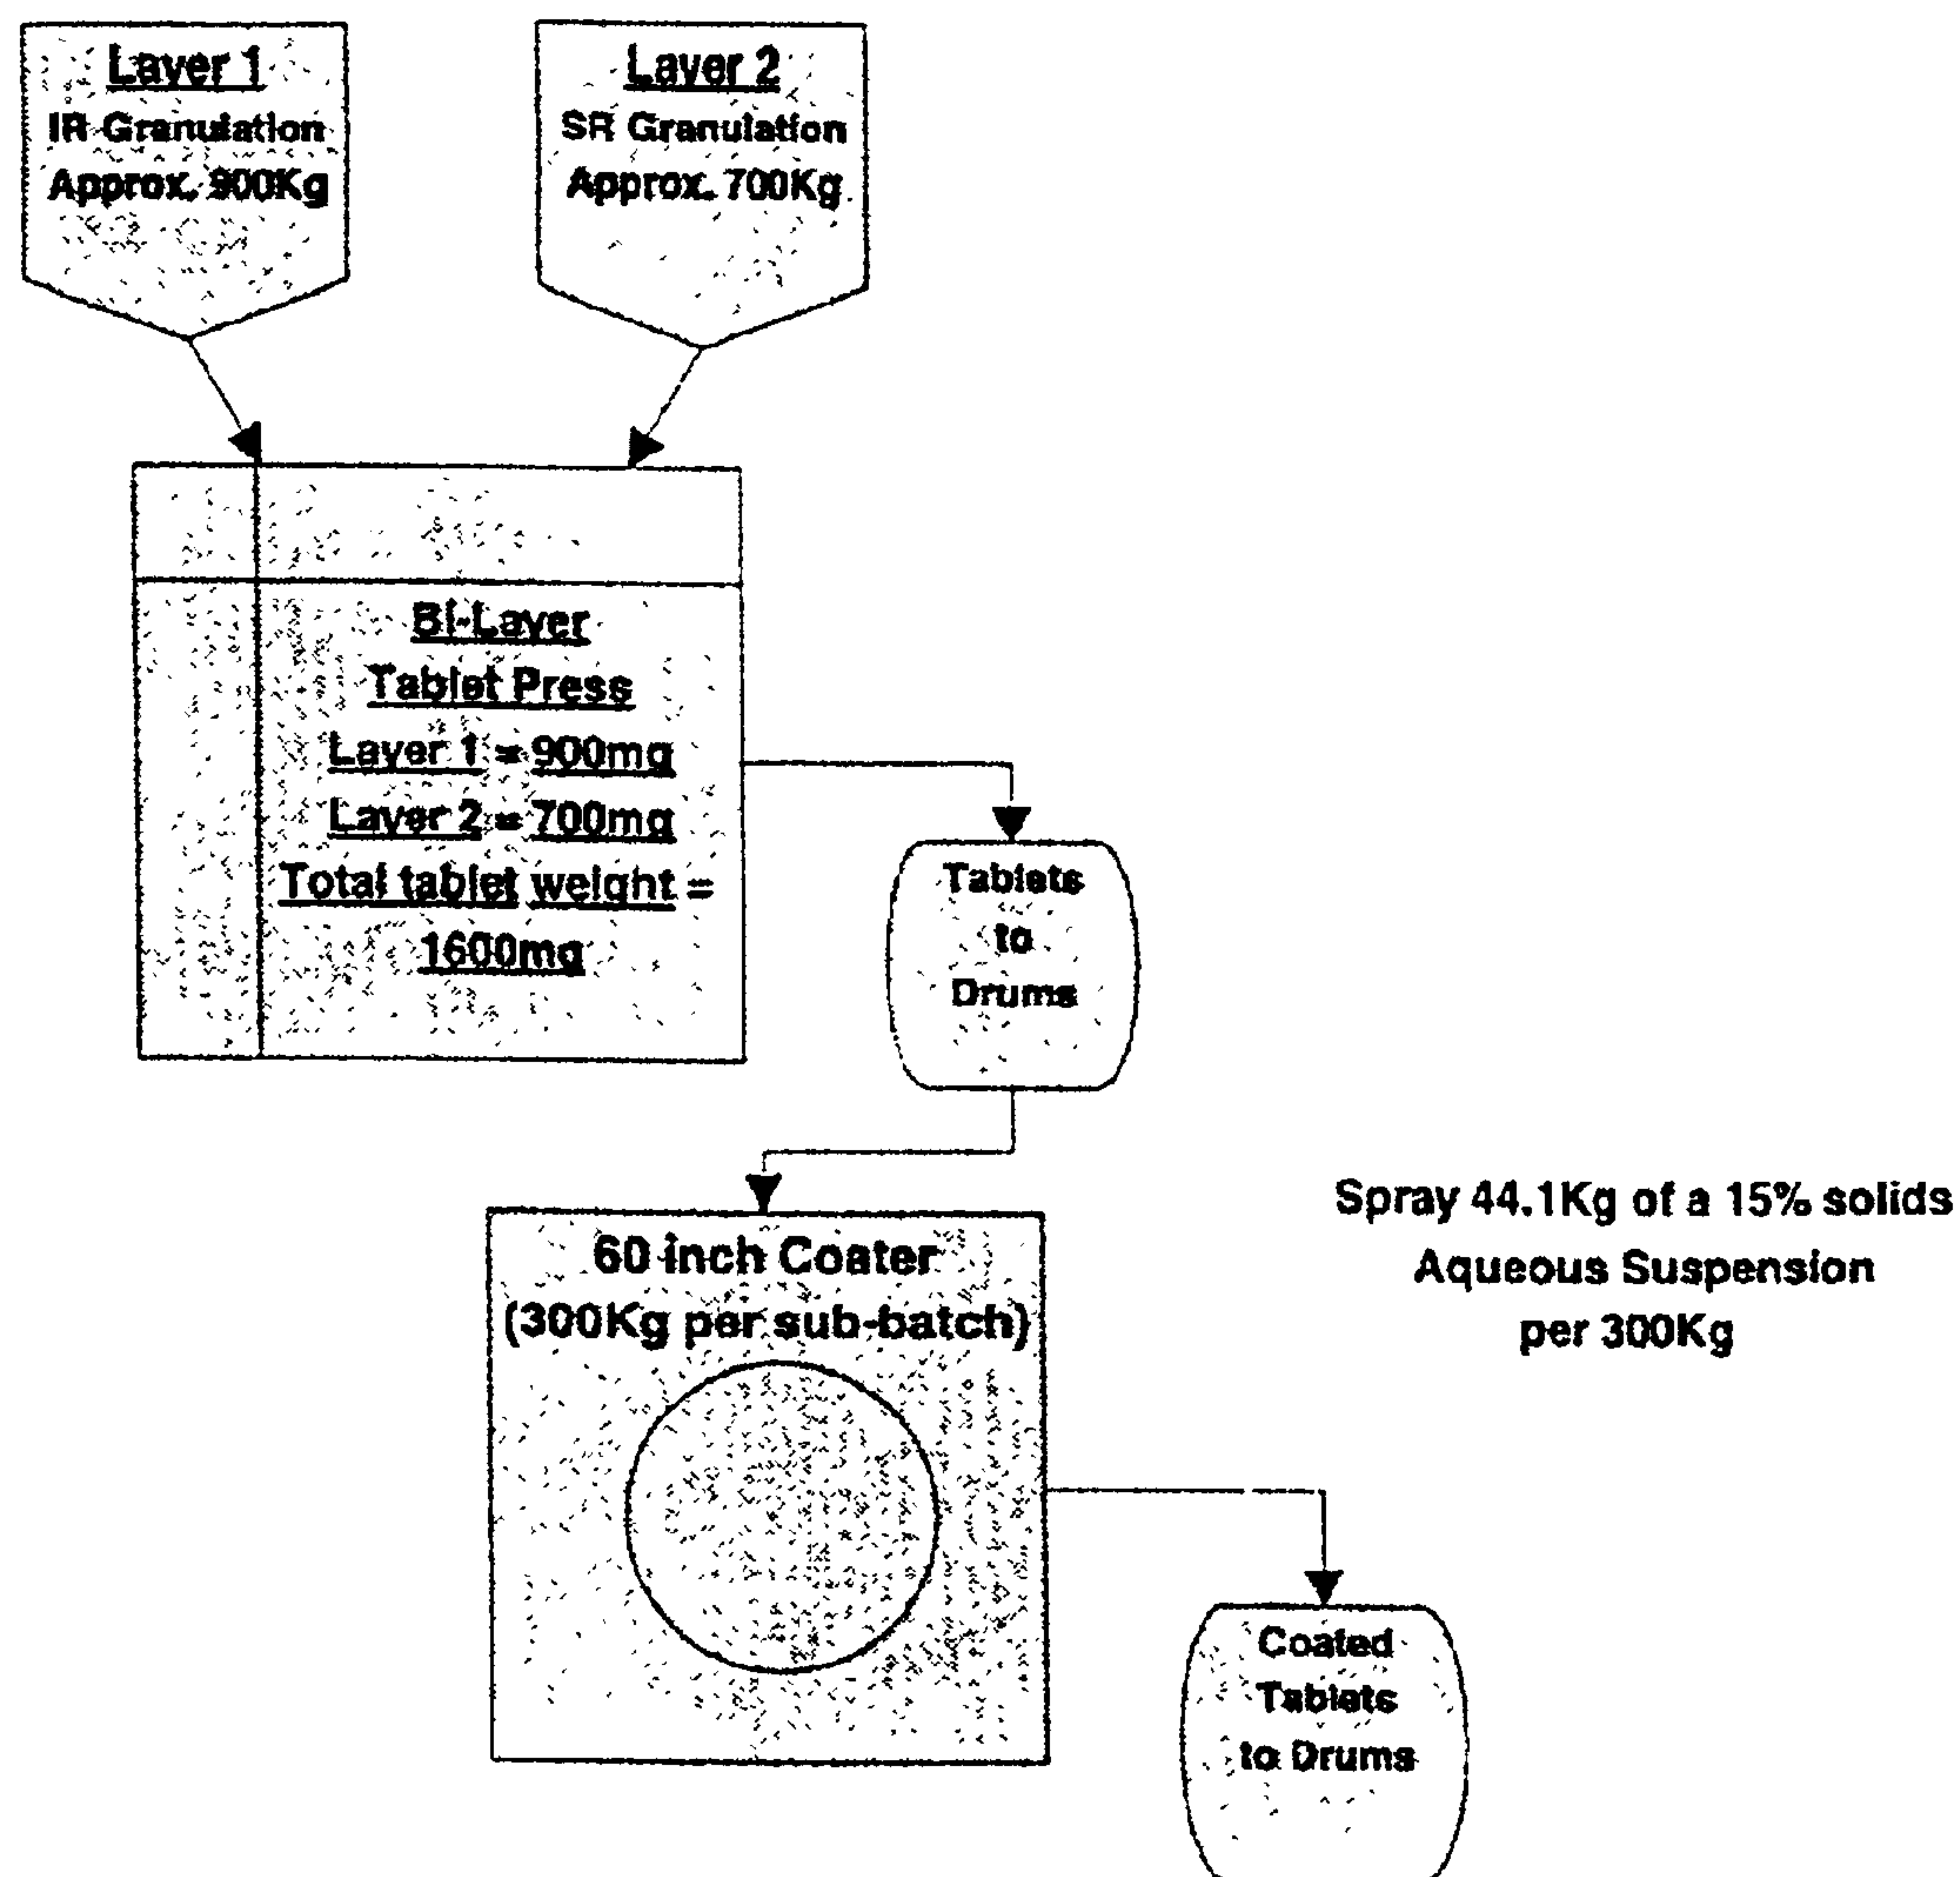 Layer 1
IR Granulation
Approx. 900Kg
Layer 2
SR Granulation
Approx. 700Kg
Bi-Layer
Tablet Press
Layer 1 = 900mg
Layer 2 = 700mg
Total tablet weight =
1600mg
Tablets
to
Drums
60 inch Coater
(300Kg per sub-batch)
Spray 44.1Kg of a 15% solids
Aqueous Suspension
per 300Kg
Coated
Tablets
to Drums